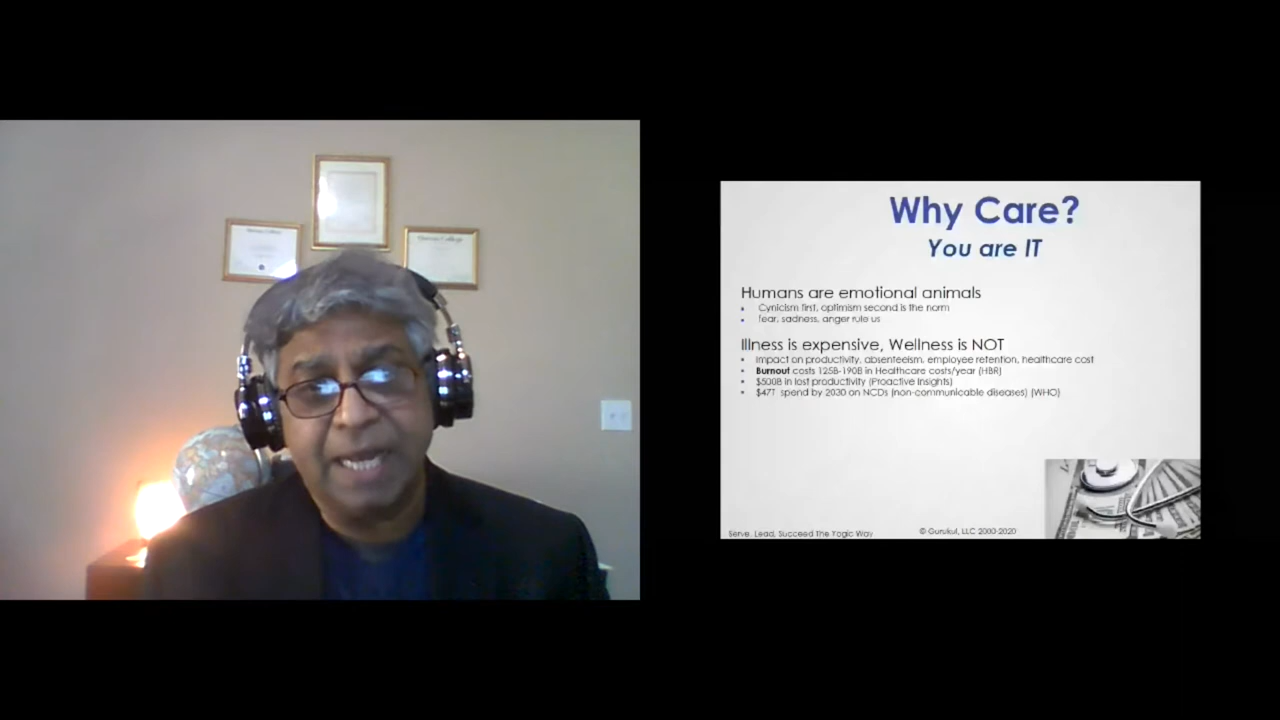 Why Care?
You are IT
Humans are emotional animals
Cynicism first, optimism second is the norm
fear, sadness, anger rule us
Illness is expensive, Wellness is NOT
Impact on productivity, absenteeism, employee retention, healthcare cost
Burnout costs 125B-190B in Healthcare costs/year (HBR)
$500B in lost productivity (Proactive Insights)
$47T spend by 2030 on NCDs (non-communicable diseases) (WHO)
Serve, Lead, Succeed The Yogic Way
© Gurukul, LLC 2000-2020